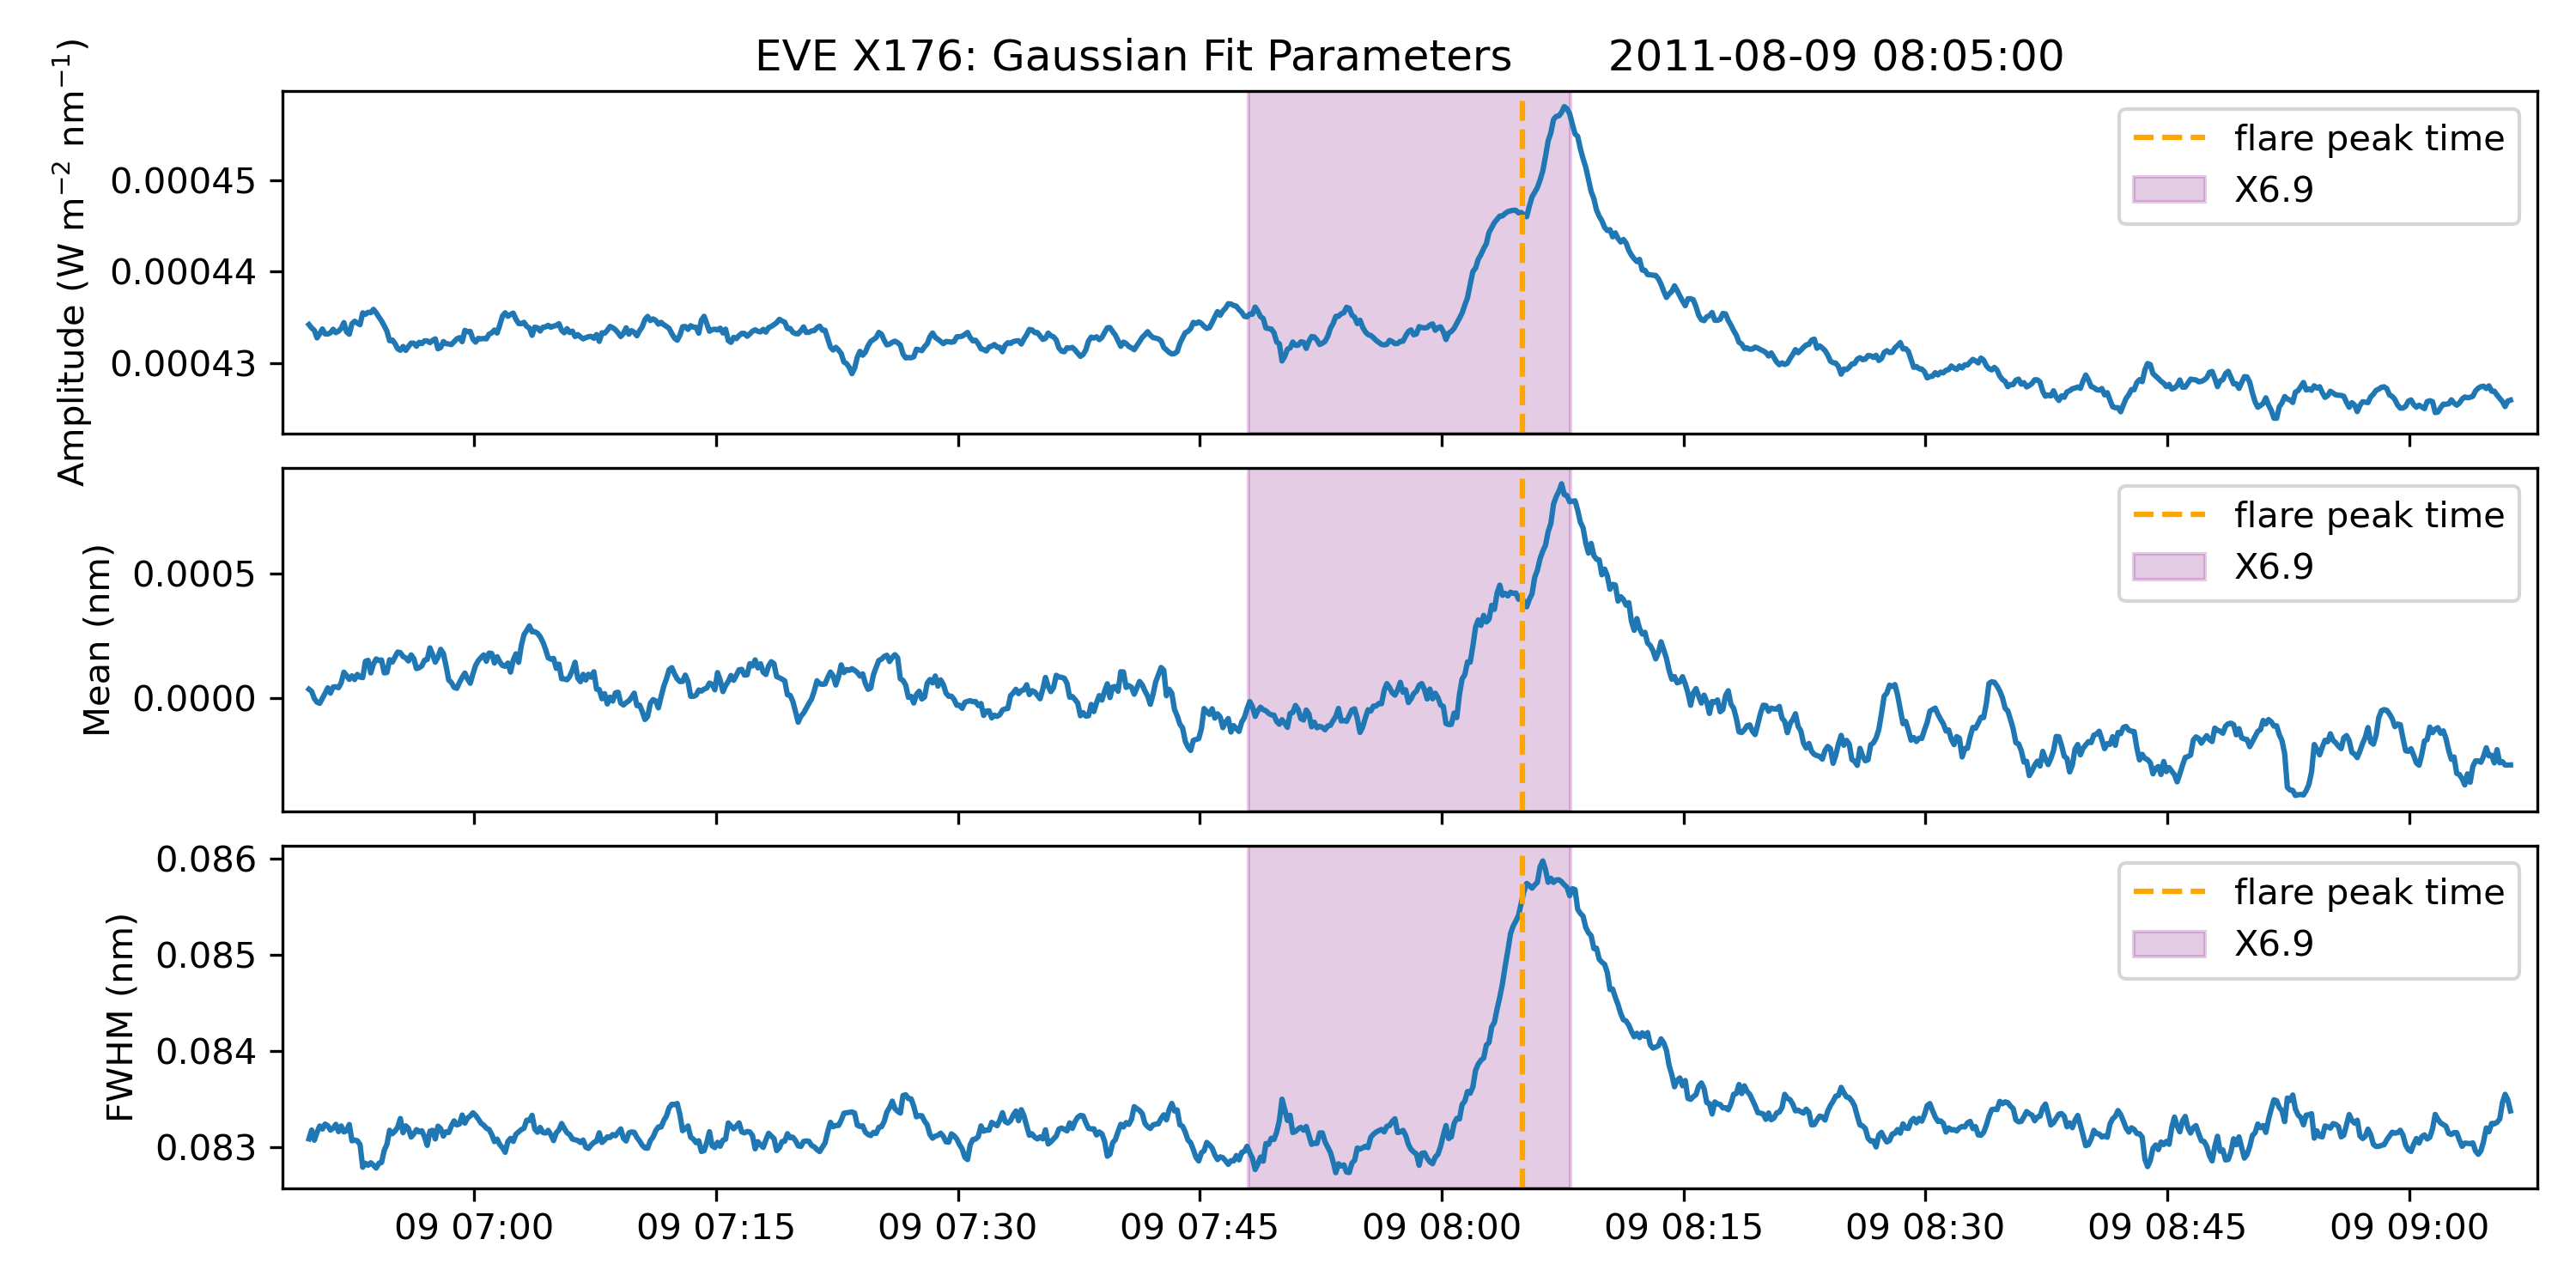 EVE X176: Gaussian Fit Parameters 2011-08-09 08:05:00
Amplitude (W m⁻² nm⁻¹)
0.00045
0.00044
0.00043
flare peak time
X6.9
Mean (nm)
0.0005
0.0000
flare peak time
X6.9
FWHM (nm)
0.086
0.085
0.084
0.083
flare peak time
X6.9
09 07:00 09 07:15 09 07:30 09 07:45 09 08:00 09 08:15 09 08:30 09 08:45 09 09:00